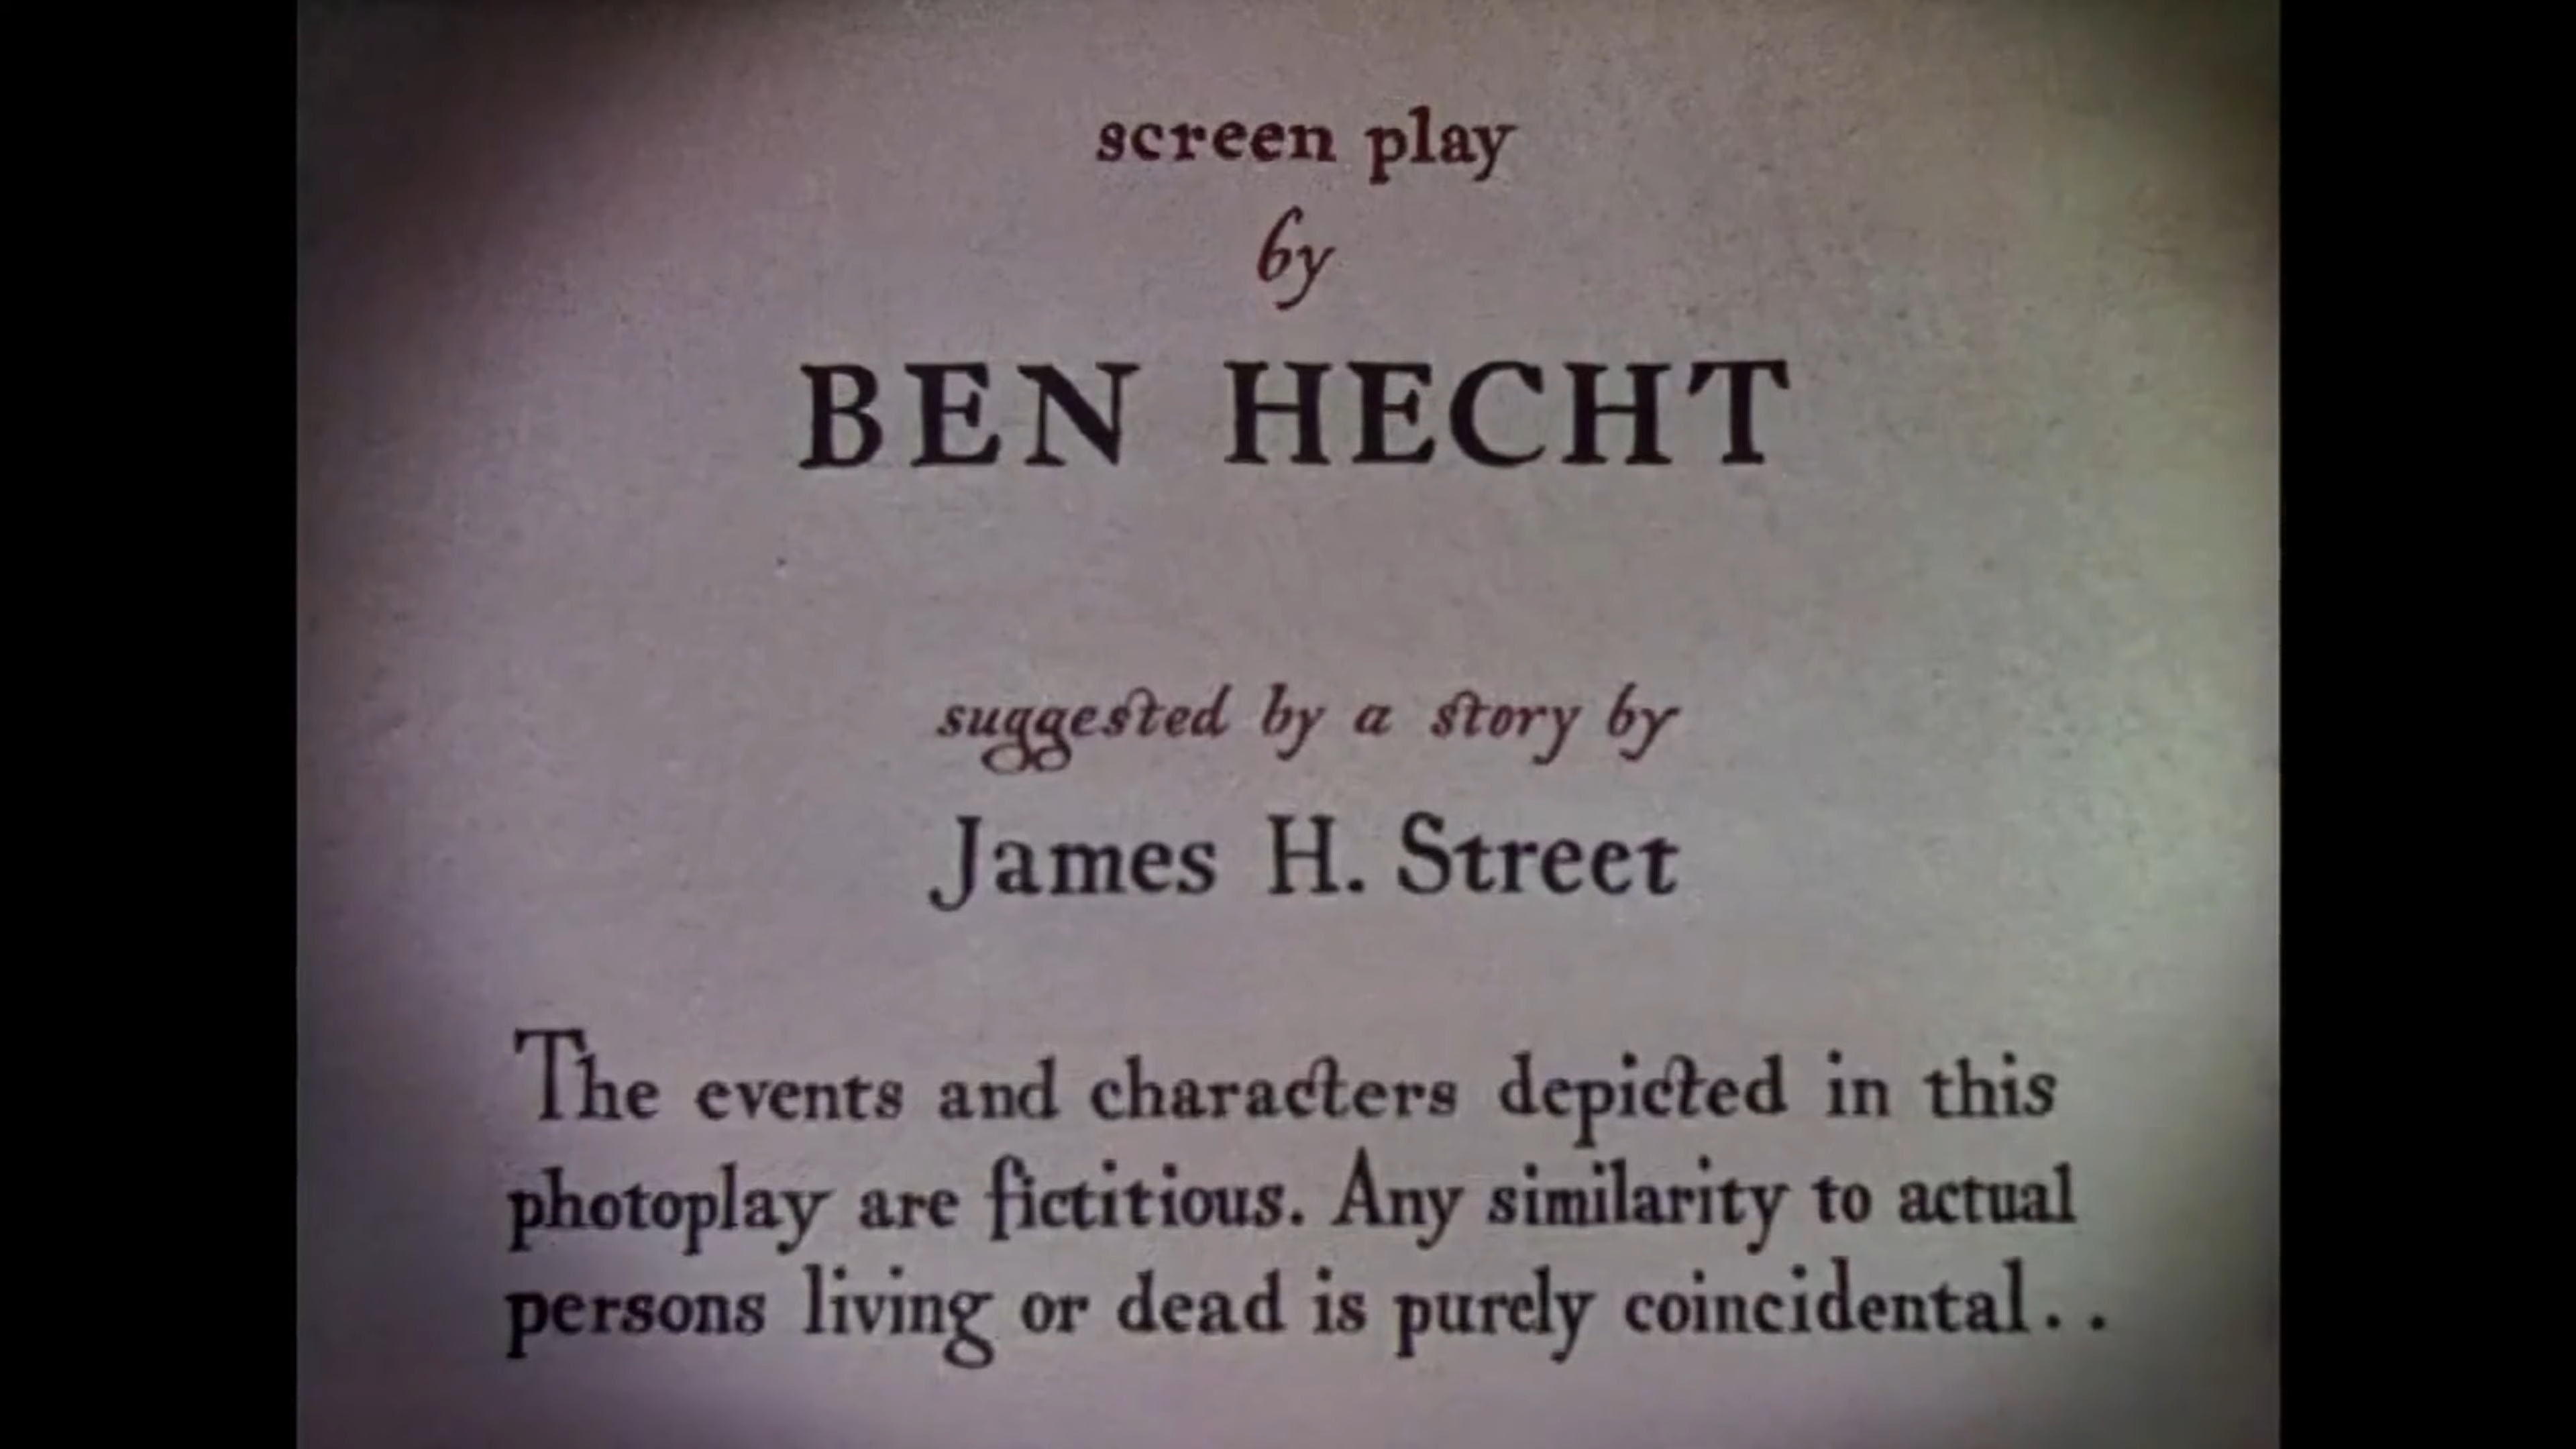 screen play
by
BEN HECHT
suggested by a story by
James H. Street
The events and characters depicted in this
photoplay are fictitious. Any similarity to actual
persons living or dead is purely coincidental..